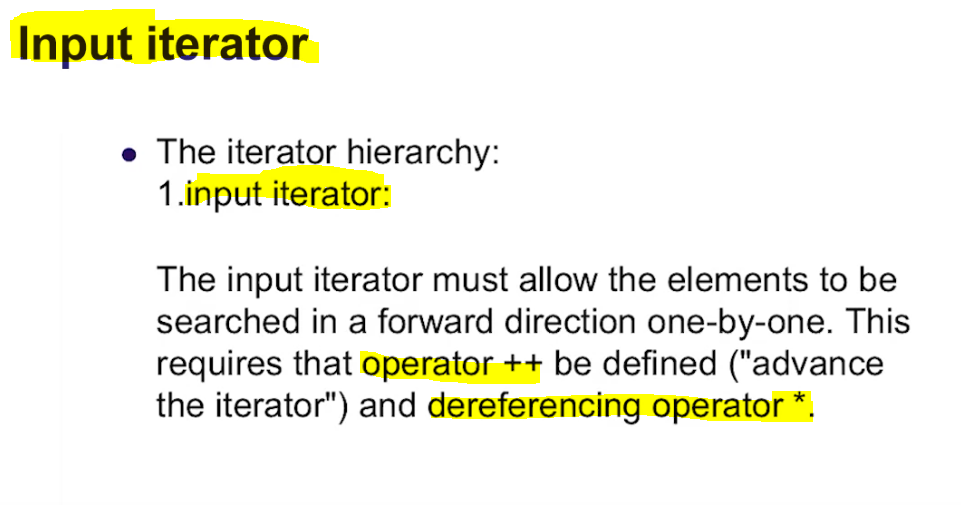 Input iterator
• The iterator hierarchy:
1.input iterator:
The input iterator must allow the elements to be
searched in a forward direction one-by-one. This
requires that operator ++ be defined ("advance
the iterator") and dereferencing operator *.